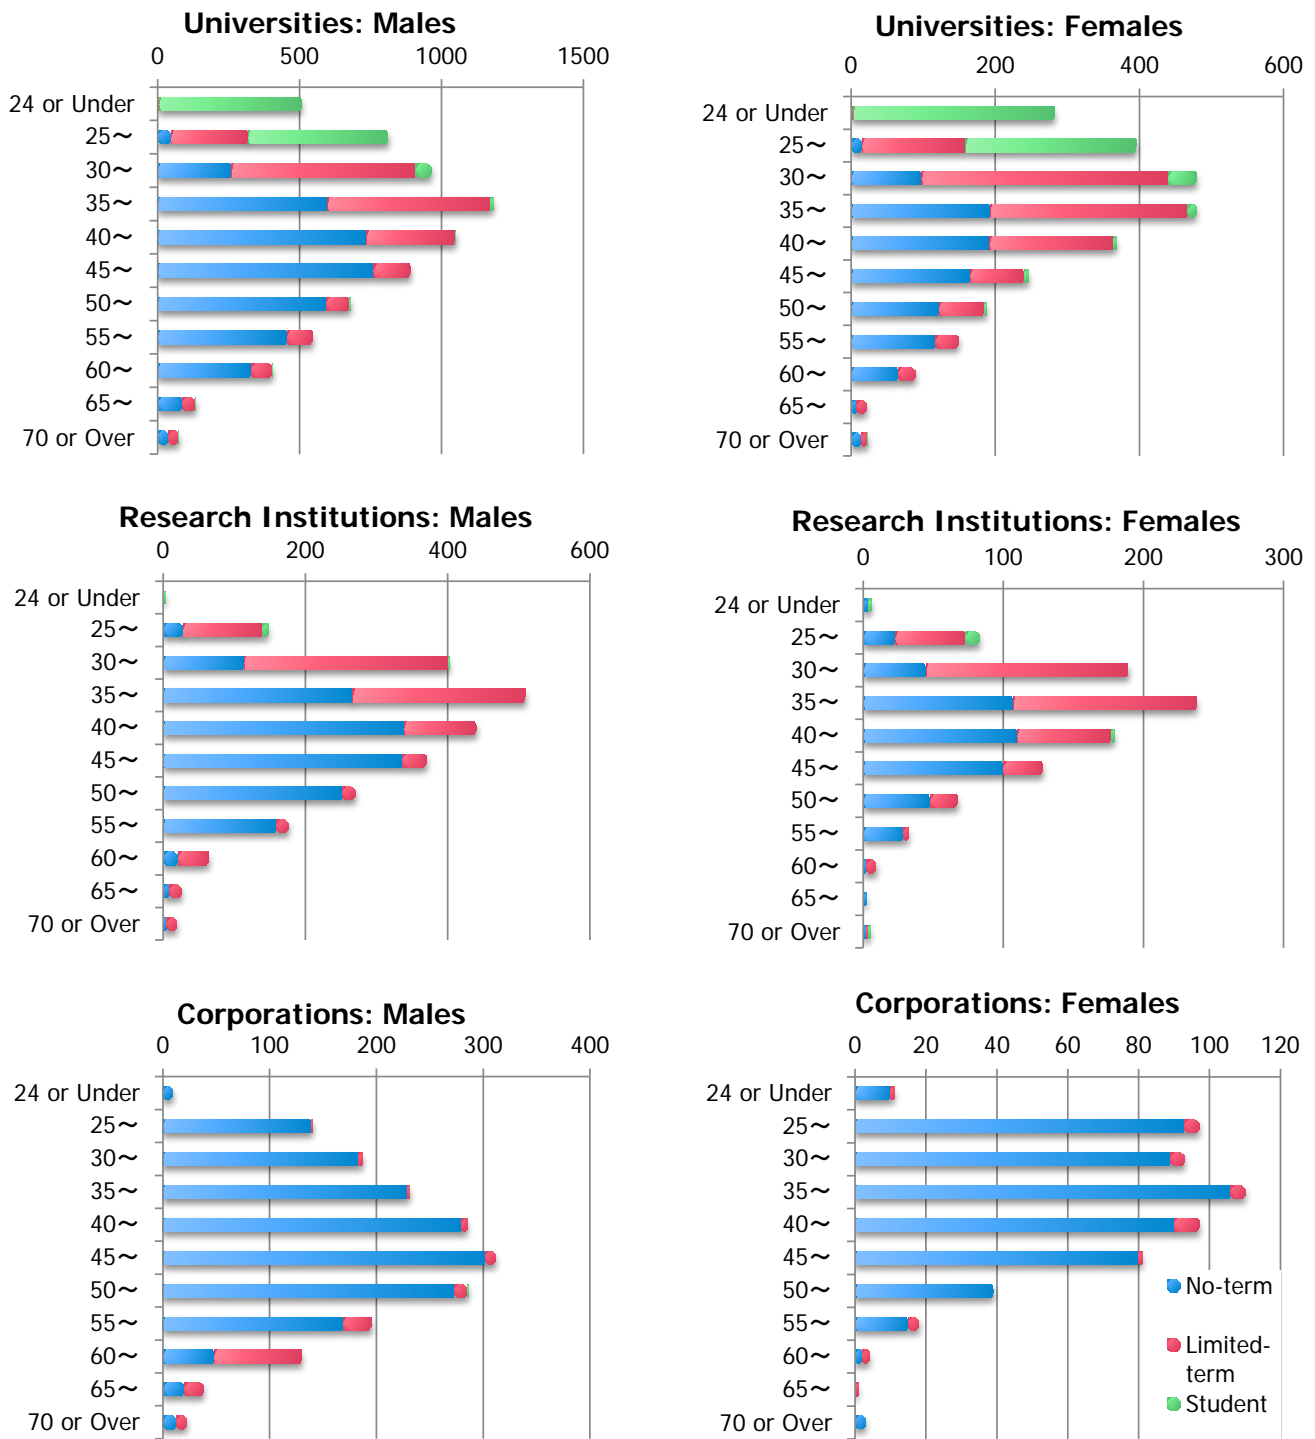 Universities: Males
0 500 1000 1500
24 or Under
25～
30～
35～
40～
45～
50～
55～
60～
65～
70 or Over
Universities: Females
0 200 400 600
24 or Under
25～
30～
35～
40～
45～
50～
55～
60～
65～
70 or Over
Research Institutions: Males
0 200 400 600
24 or Under
25～
30～
35～
40～
45～
50～
55～
60～
65～
70 or Over
Research Institutions: Females
0 100 200 300
24 or Under
25～
30～
35～
40～
45～
50～
55～
60～
65～
70 or Over
Corporations: Males
0 100 200 300 400
24 or Under
25～
30～
35～
40～
45～
50～
55～
60～
65～
70 or Over
Corporations: Females
0 20 40 60 80 100 120
24 or Under
25～
30～
35～
40～
45～
50～
55～
60～
65～
70 or Over
No-term
Limited-
term
Student